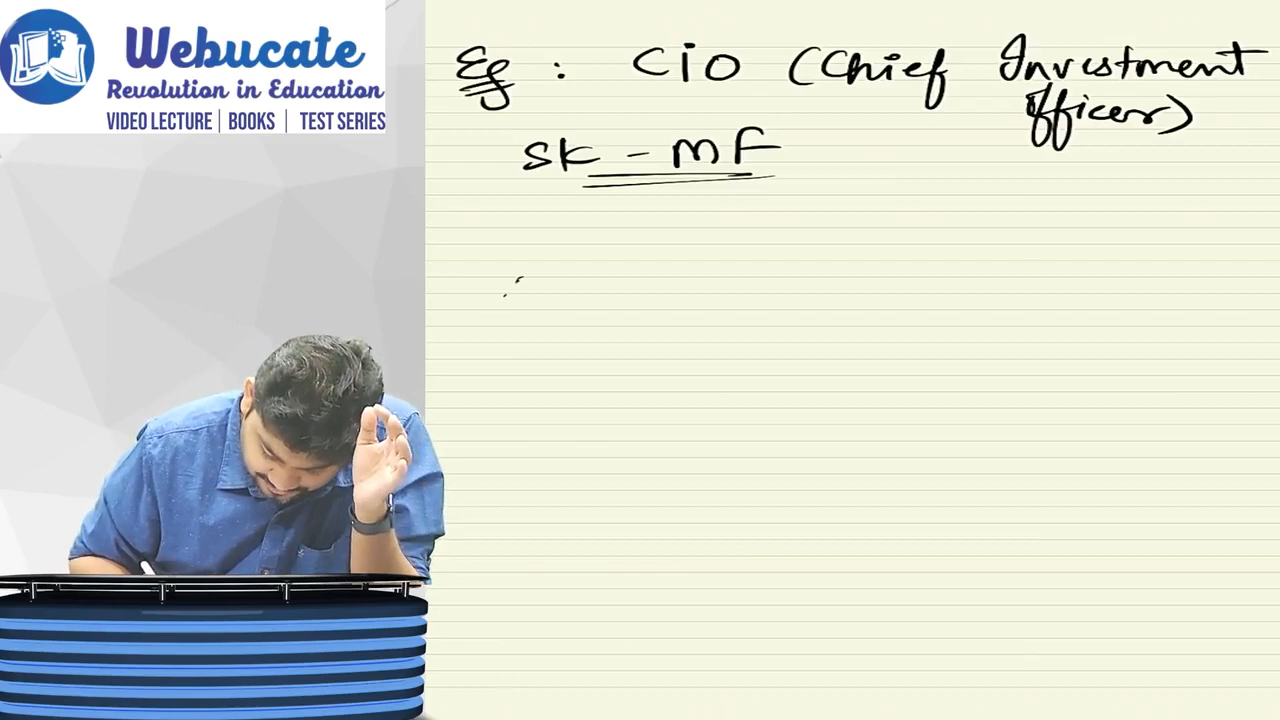 Webucate
Revolution in Education
VIDEO LECTURE | BOOKS | TEST SERIES
Eg : CiO (Chief Investment
officer)
SK - MF